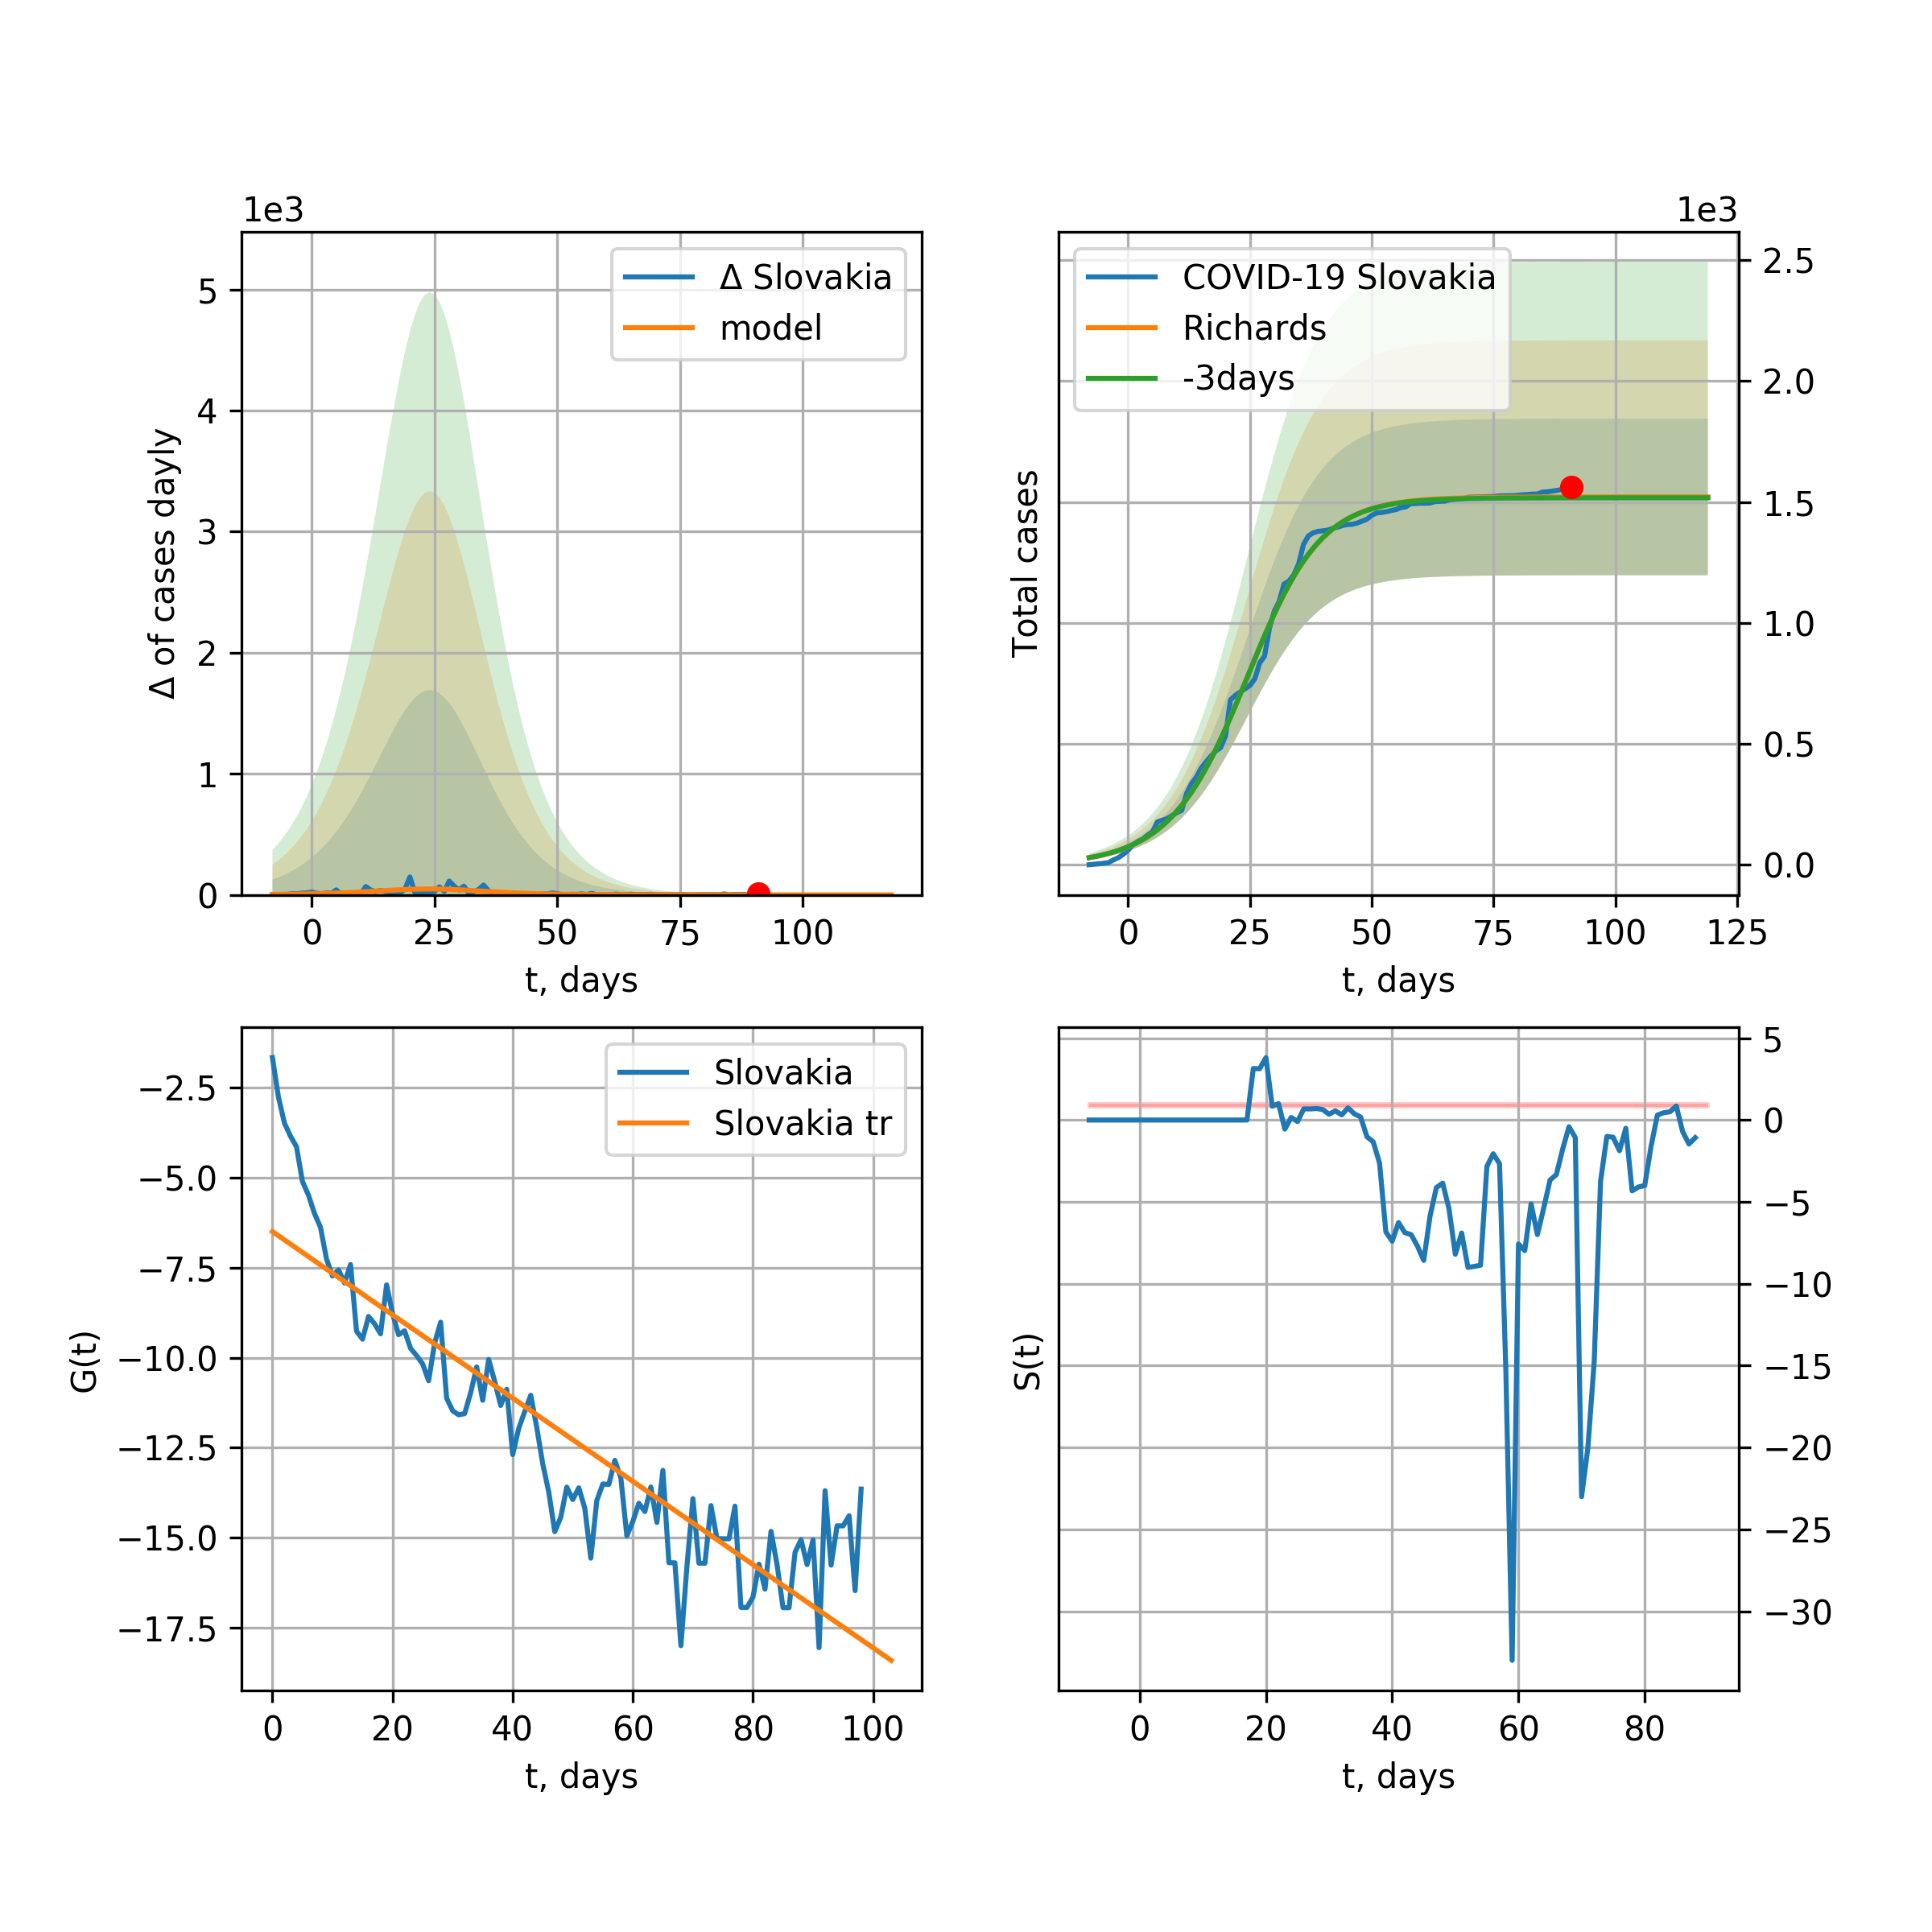 1e3
Δ Slovakia
model
5
4
3
2
1
0
Δ of cases dayly
0 25 50 75 100
t, days
1e3
COVID-19 Slovakia
Richards
-3days
2.5
2.0
1.5
1.0
0.5
0.0
Total cases
0 25 50 75 100 125
t, days
Slovakia
Slovakia tr
−2.5
−5.0
−7.5
−10.0
−12.5
−15.0
−17.5
G(t)
0 20 40 60 80 100
t, days
5
0
−5
−10
−15
−20
−25
−30
S(t)
0 20 40 60 80
t, days